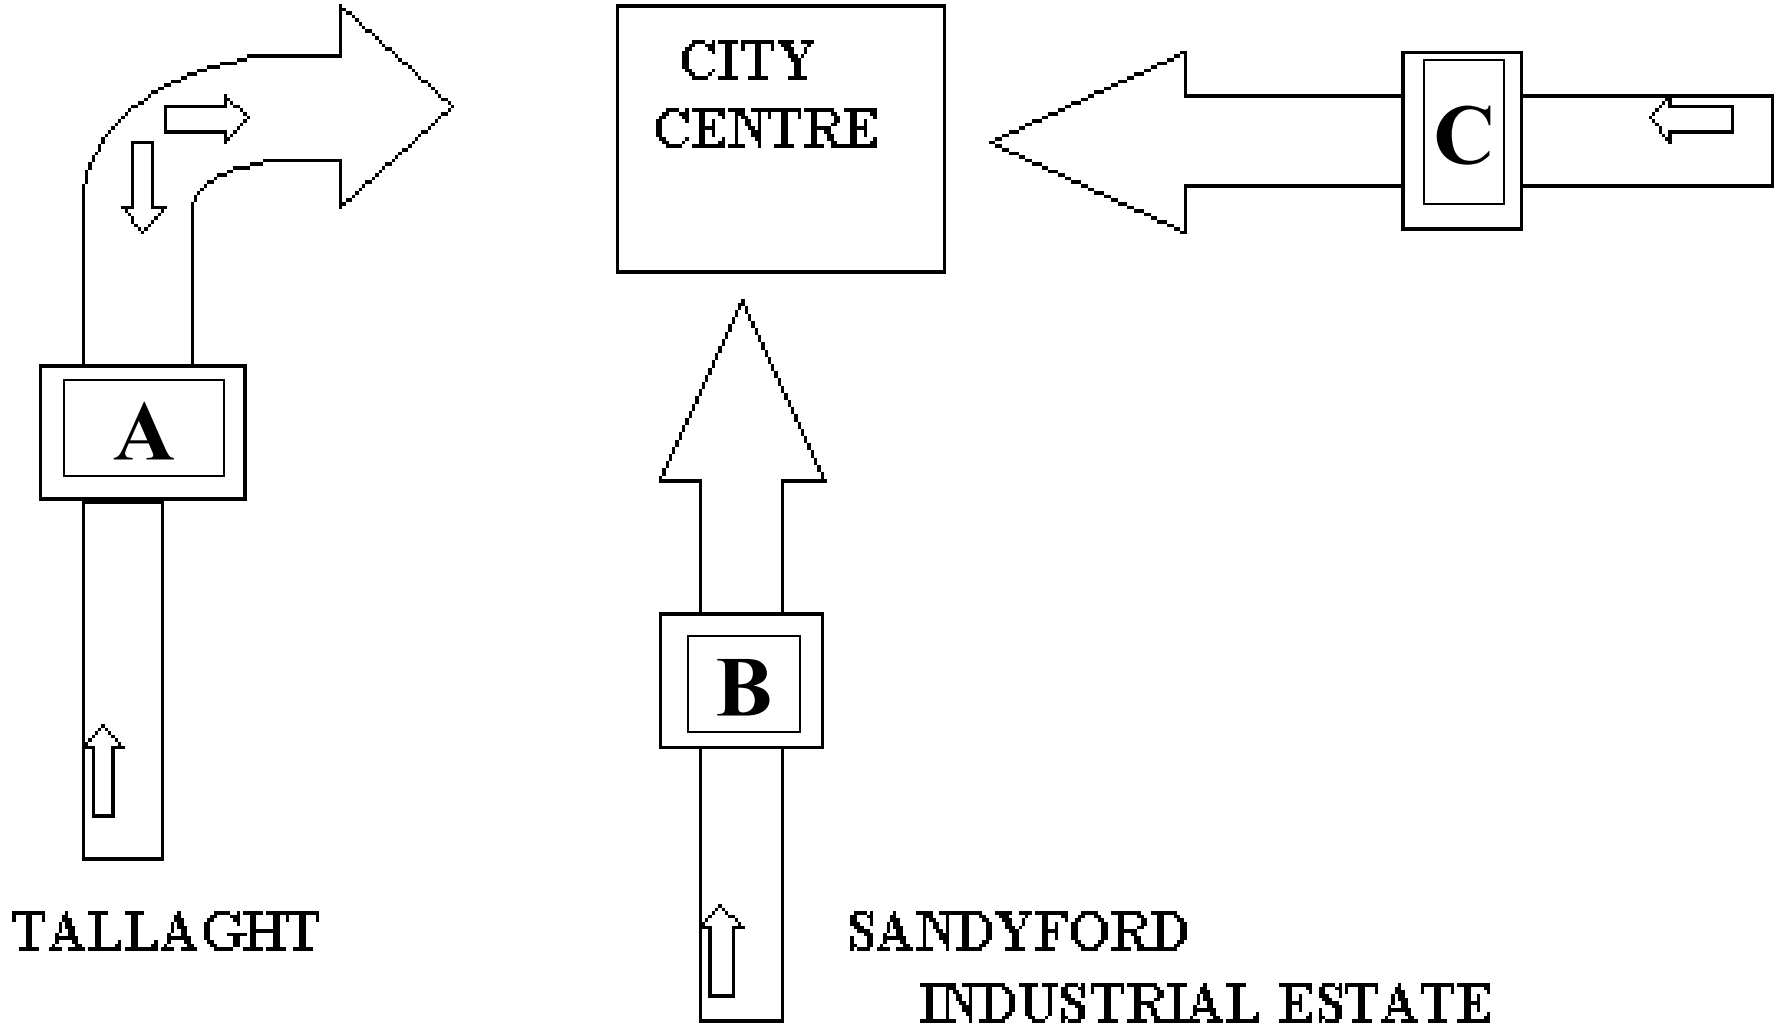 CITY
CENTRE
C
A
B
TALLAGHT
SANDYFORD
INDUSTRIAL ESTATE